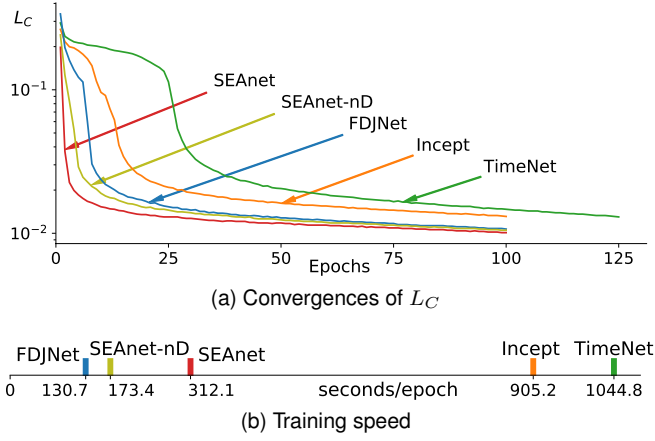 L_C
10^{-1}
10^{-2}
SEAnet
SEAnet-nD
FDJNet
Incept
TimeNet
0 25 50 75 100 125
Epochs
(a) Convergences of L_C
FDJNet SEAnet-nD SEAnet Incept TimeNet
0 130.7 173.4 312.1 seconds/epoch 905.2 1044.8
(b) Training speed